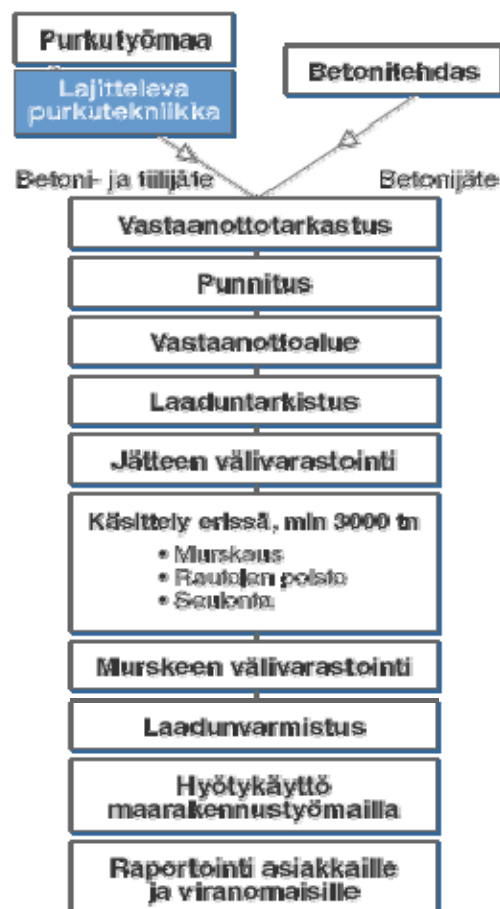 Purkutyömaa
Lajitteleva
purkutekniikka
Betonitehdas
Betoni- ja tiilijäte
Betonijäte
Vastaanottotarkastus
Punnitus
Vastaanottoalue
Laaduntarkistus
Jätteen välivarastointi
Käsittely erissä, min 3000 tn
• Murskaus
• Rautojen poisto
• Seulonta
Murskeen välivarastointi
Laadunvarmistus
Hyötykäyttö
maarakennustyömailla
Raportointi asiakkaille
ja viranomaisille